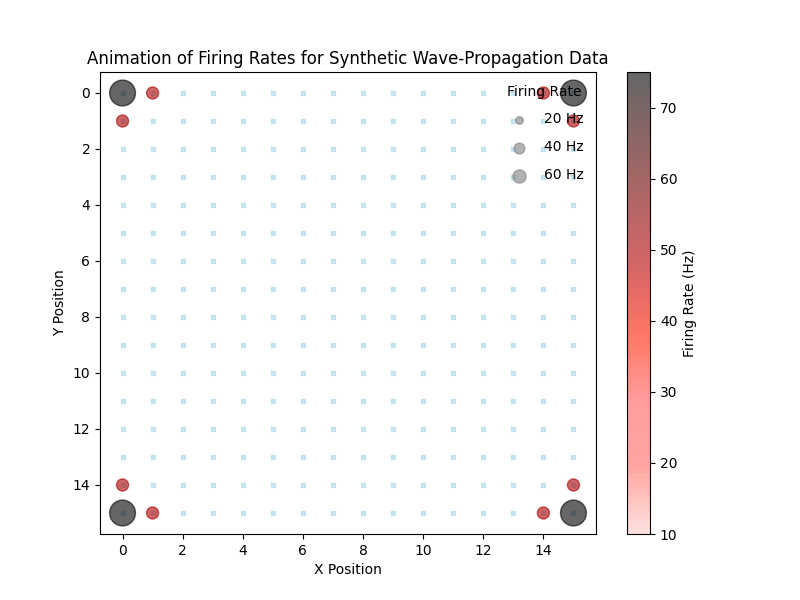 Animation of Firing Rates for Synthetic Wave-Propagation Data
Firing Rate
20 Hz
40 Hz
60 Hz
0
2
4
6
8
10
12
14
Y Position
0 2 4 6 8 10 12 14
X Position
70
60
50
40
30
20
10
Firing Rate (Hz)